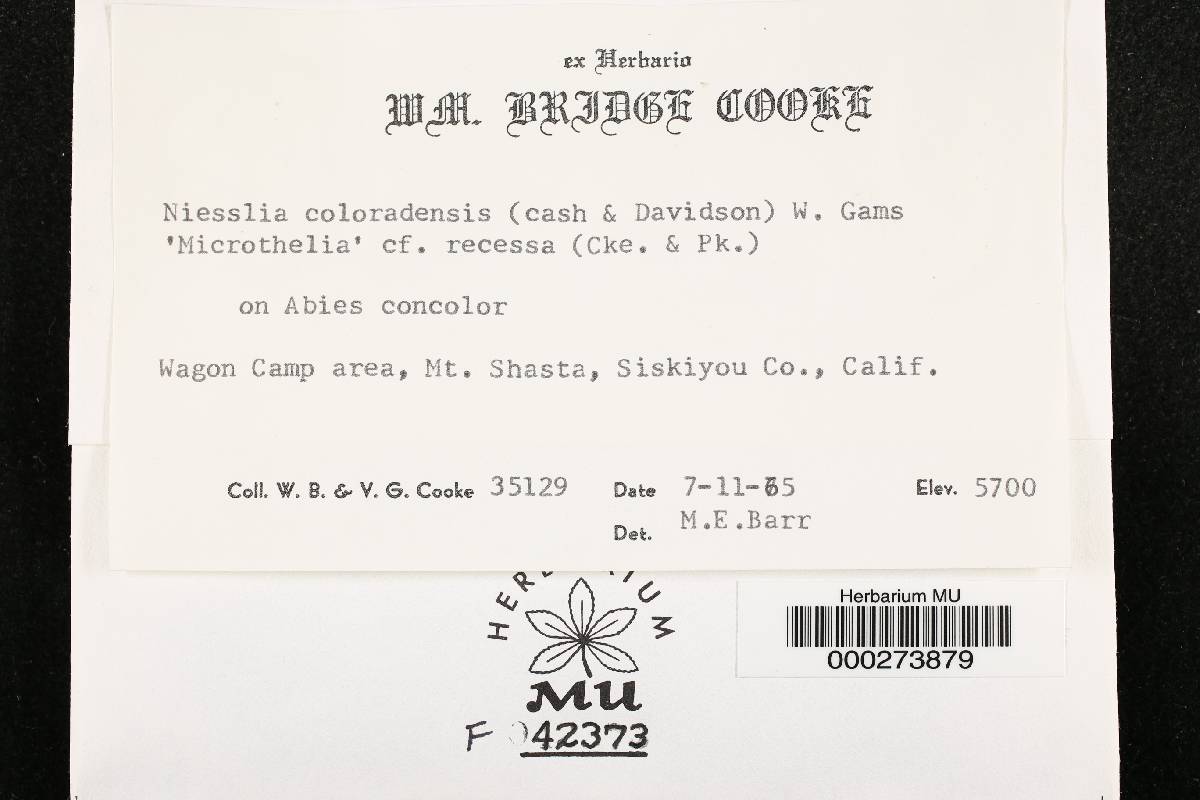 ex Herbario
WM. BRIDGE COOKE
Niesslia coloradensis (cash & Davidson) W. Gams
'Microthelia' cf. recessa (Cke. & Pk.)
on Abies concolor
Wagon Camp area, Mt. Shasta, Siskiyou Co., Calif.
Coll. W. B. & V. G. Cooke 35129 Date 7-11-65 Elev. 5700
Det. M.E.Barr
Herbarium MU
000273879
MU
F 042373